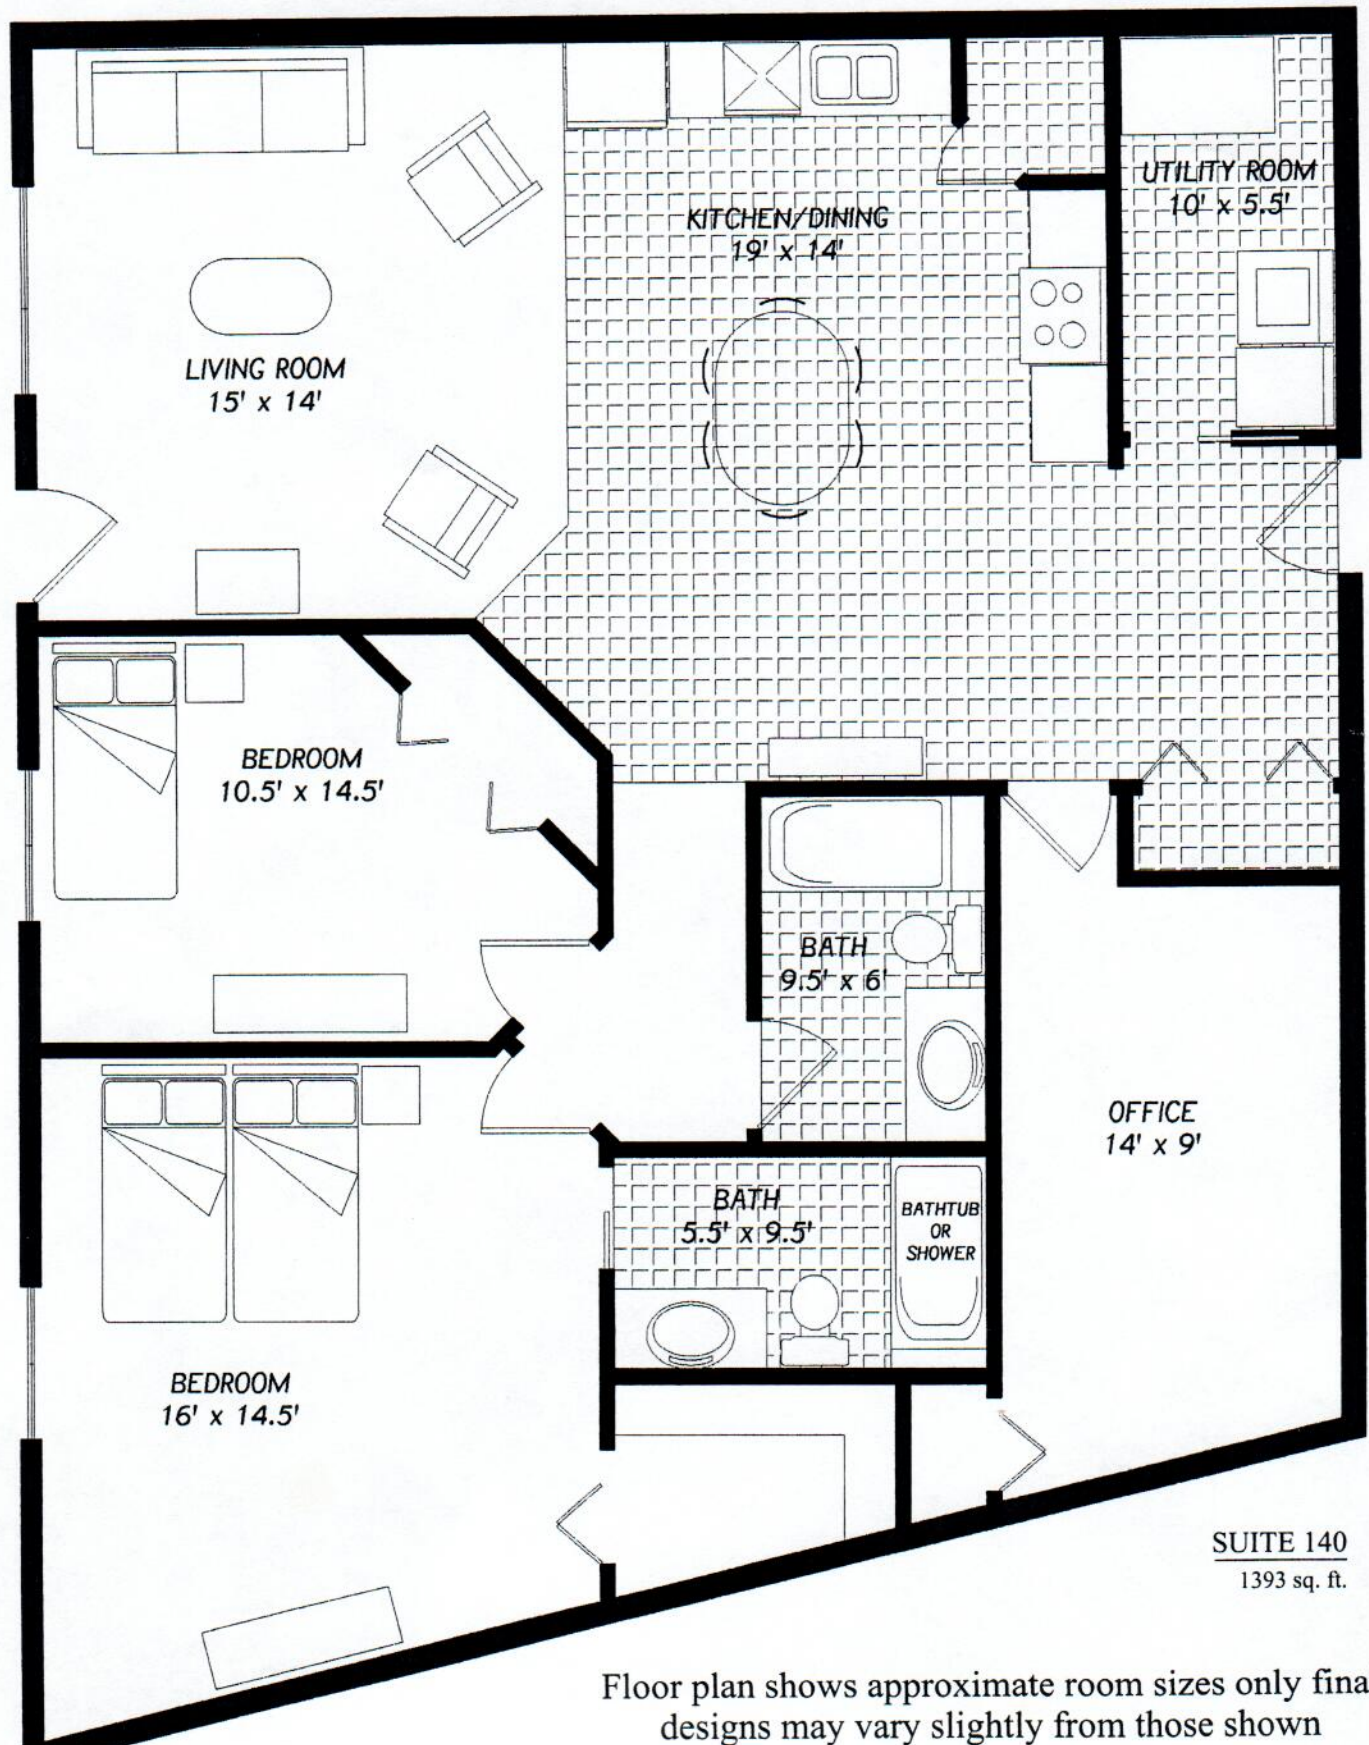 KITCHEN/DINING
19' x 14'
UTILITY ROOM
10' x 5.5'
LIVING ROOM
15' x 14'
BEDROOM
10.5' x 14.5'
BATH
9.5' x 6'
OFFICE
14' x 9'
BATH
5.5' x 9.5'
BATHTUB
OR
SHOWER
BEDROOM
16' x 14.5'
SUITE 140
1393 sq. ft.
Floor plan shows approximate room sizes only fina
designs may vary slightly from those shown